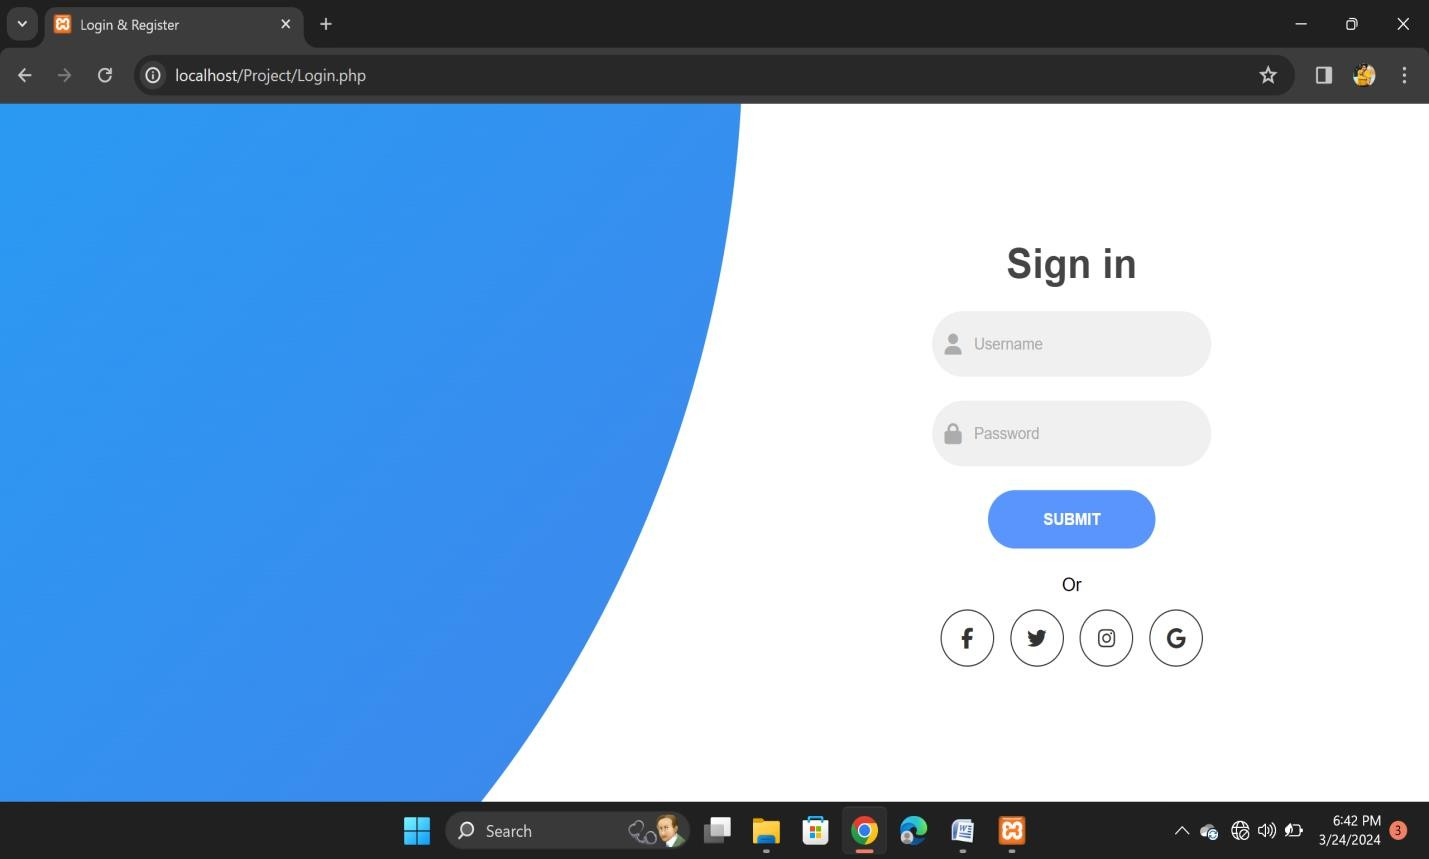 Login & Register
localhost/Project/Login.php
Sign in
Username
Password
SUBMIT
Or
Search
6:42 PM
3/24/2024
3